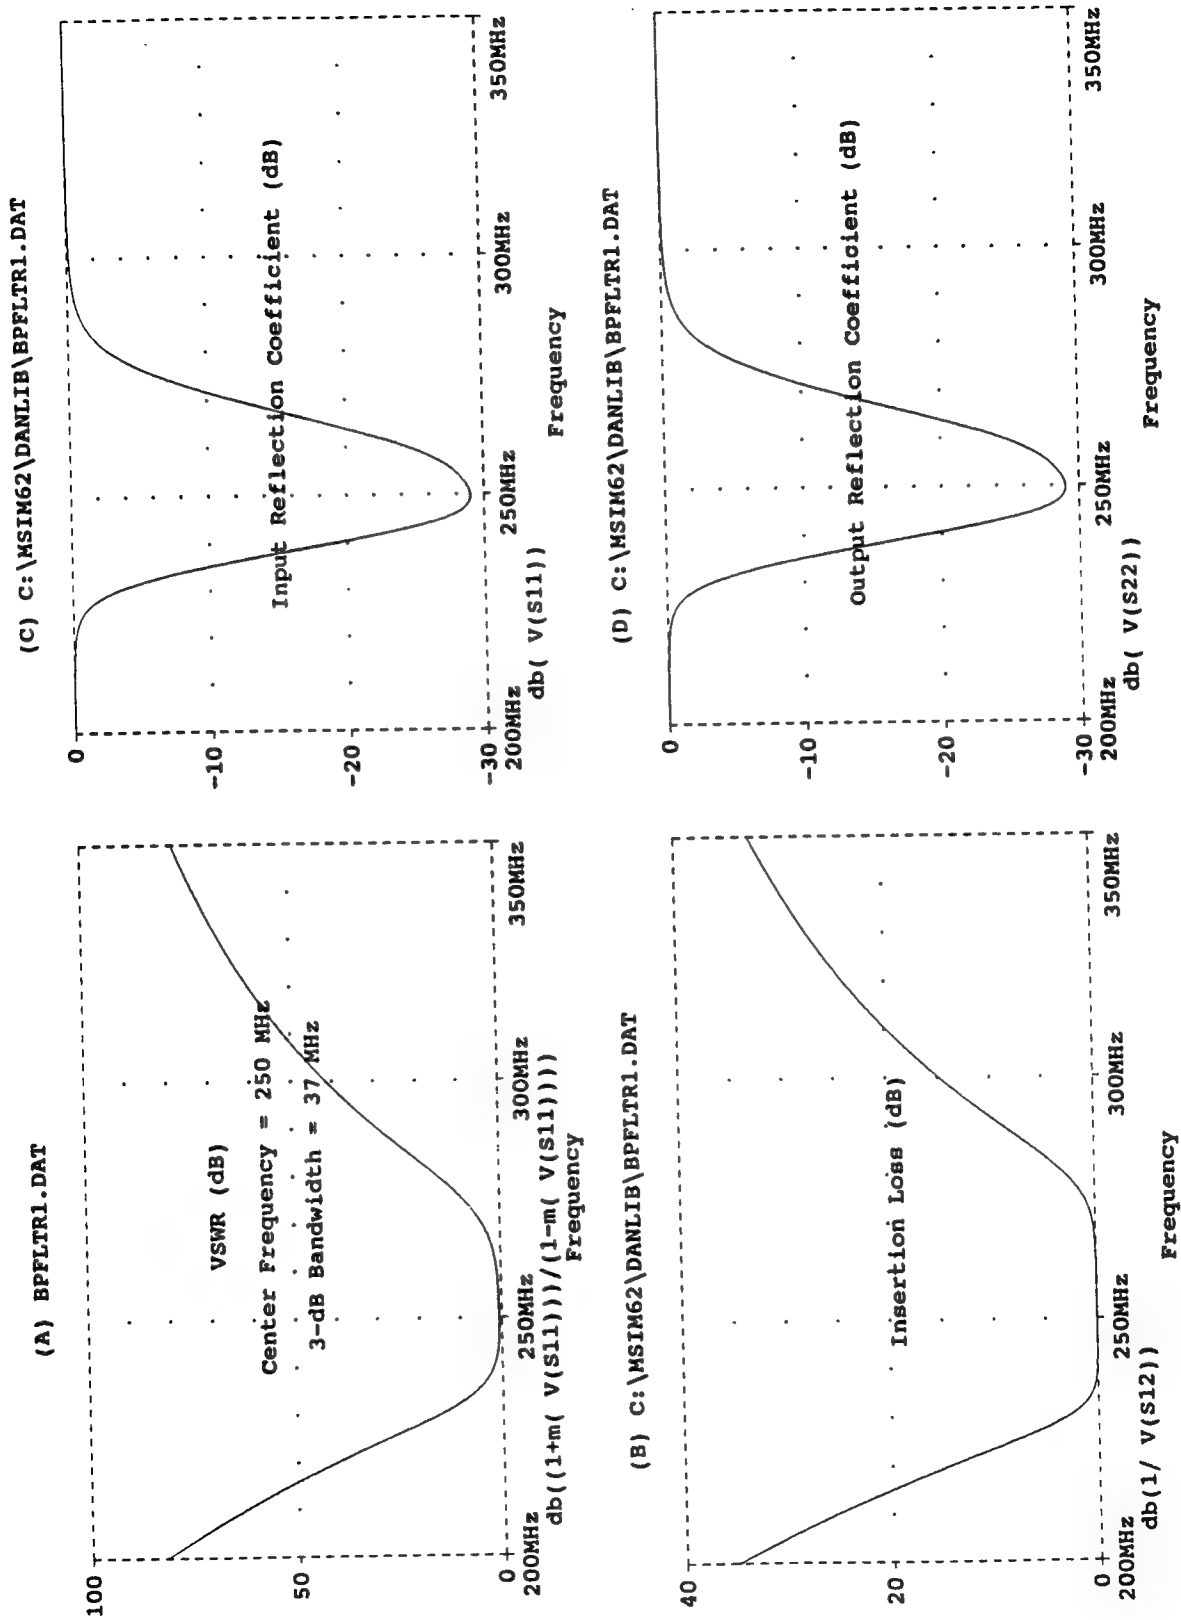 (A) BPFLTR1.DAT
100
50
0
VSWR (dB)
Center Frequency = 250 MHz
3-dB Bandwidth = 37 MHz
200MHz
250MHz
300MHz
350MHz
db((1+m( V(S11)))/(1-m( V(S11))))
Frequency
(C) C:\MSIM62\DANLIB\BPFLTR1.DAT
0
-10
-20
-30
Input Reflection Coefficient (dB)
200MHz
250MHz
300MHz
350MHz
db( V(S11))
Frequency
(B) C:\MSIM62\DANLIB\BPFLTR1.DAT
40
20
0
Insertion Loss (dB)
200MHz
250MHz
300MHz
350MHz
db(1/ V(S12))
Frequency
(D) C:\MSIM62\DANLIB\BPFLTR1.DAT
0
-10
-20
-30
Output Reflection Coefficient (dB)
200MHz
250MHz
300MHz
350MHz
db( V(S22))
Frequency